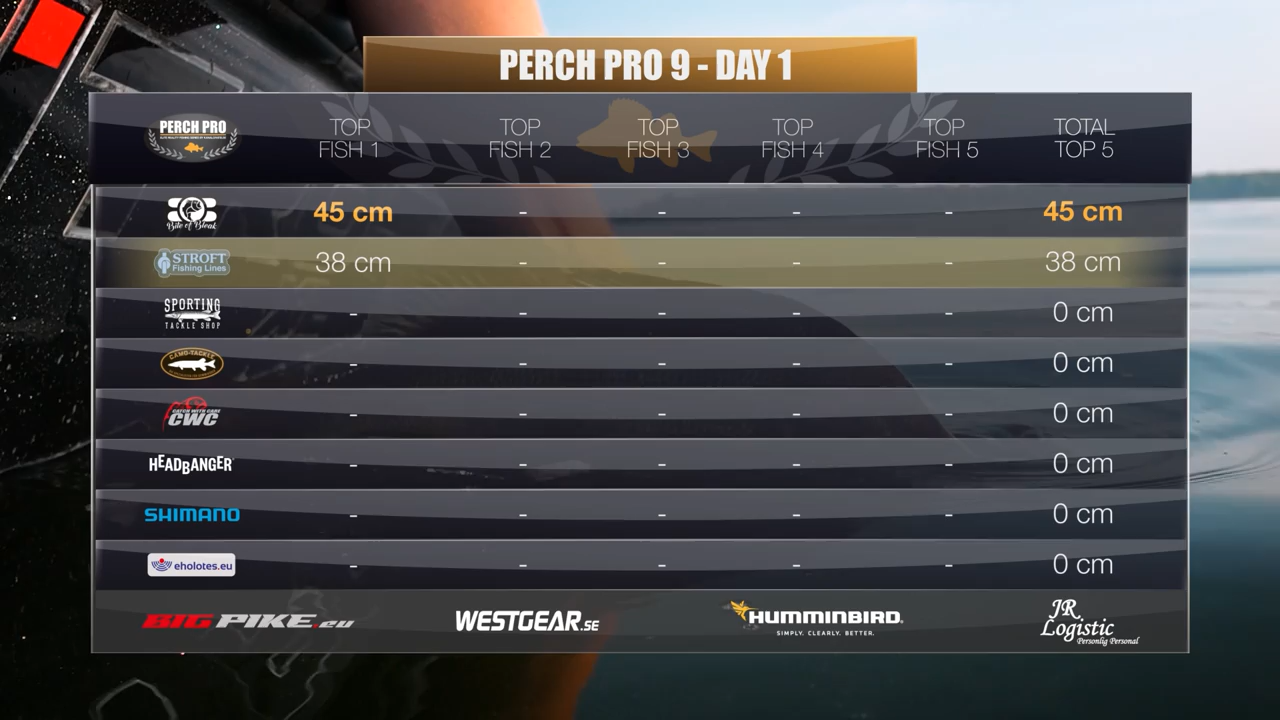 PERCH PRO 9 - DAY 1
PERCH PRO
TOP FISH 1
TOP FISH 2
TOP FISH 3
TOP FISH 4
TOP FISH 5
TOTAL TOP 5
Bite of Bleak 45 cm - - - - 45 cm
STROFT Fishing Lines 38 cm - - - - 38 cm
SPORTING TACKLE SHOP - - - - - 0 cm
CAMO-TACKLE - - - - - 0 cm
CATCH WITH CARE CWC - - - - - 0 cm
HEADBANGER - - - - - 0 cm
SHIMANO - - - - - 0 cm
eholotes.eu - - - - - 0 cm
BIG PIKE.eu
WESTGEAR.SE
HUMMINBIRD
SIMPLY. CLEARLY. BETTER.
JR Logistic
Personlig Personal